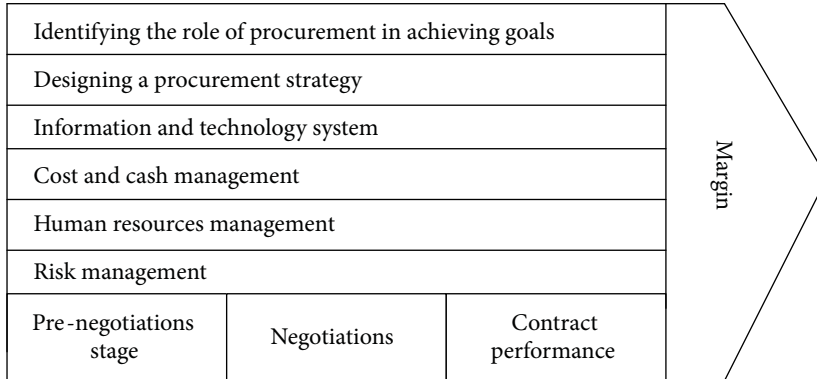 Identifying the role of procurement in achieving goals
Designing a procurement strategy
Information and technology system
Cost and cash management
Human resources management
Risk management
Pre-negotiations
stage
Negotiations
Contract
performance
Margin